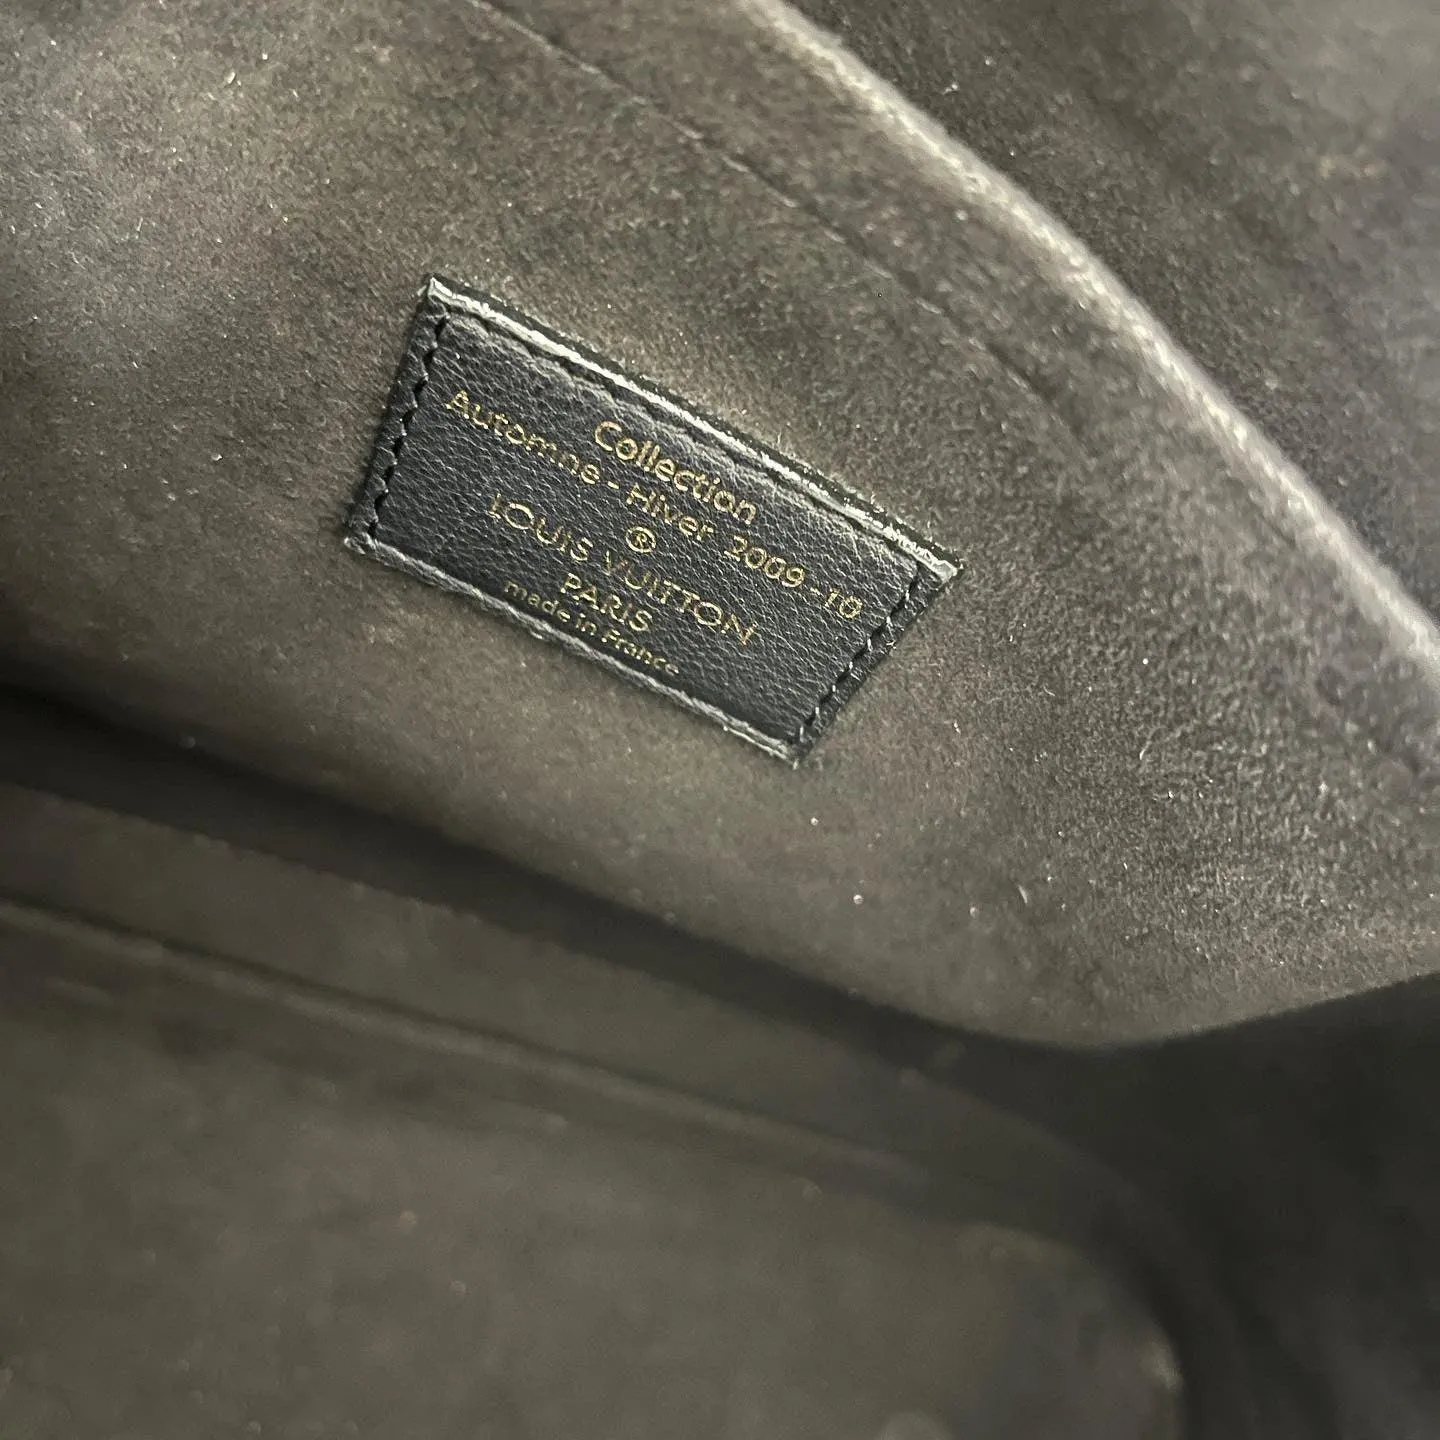 Collection
Automne - Hiver 2009-10
®
LOUIS VUITTON
PARIS
made in France